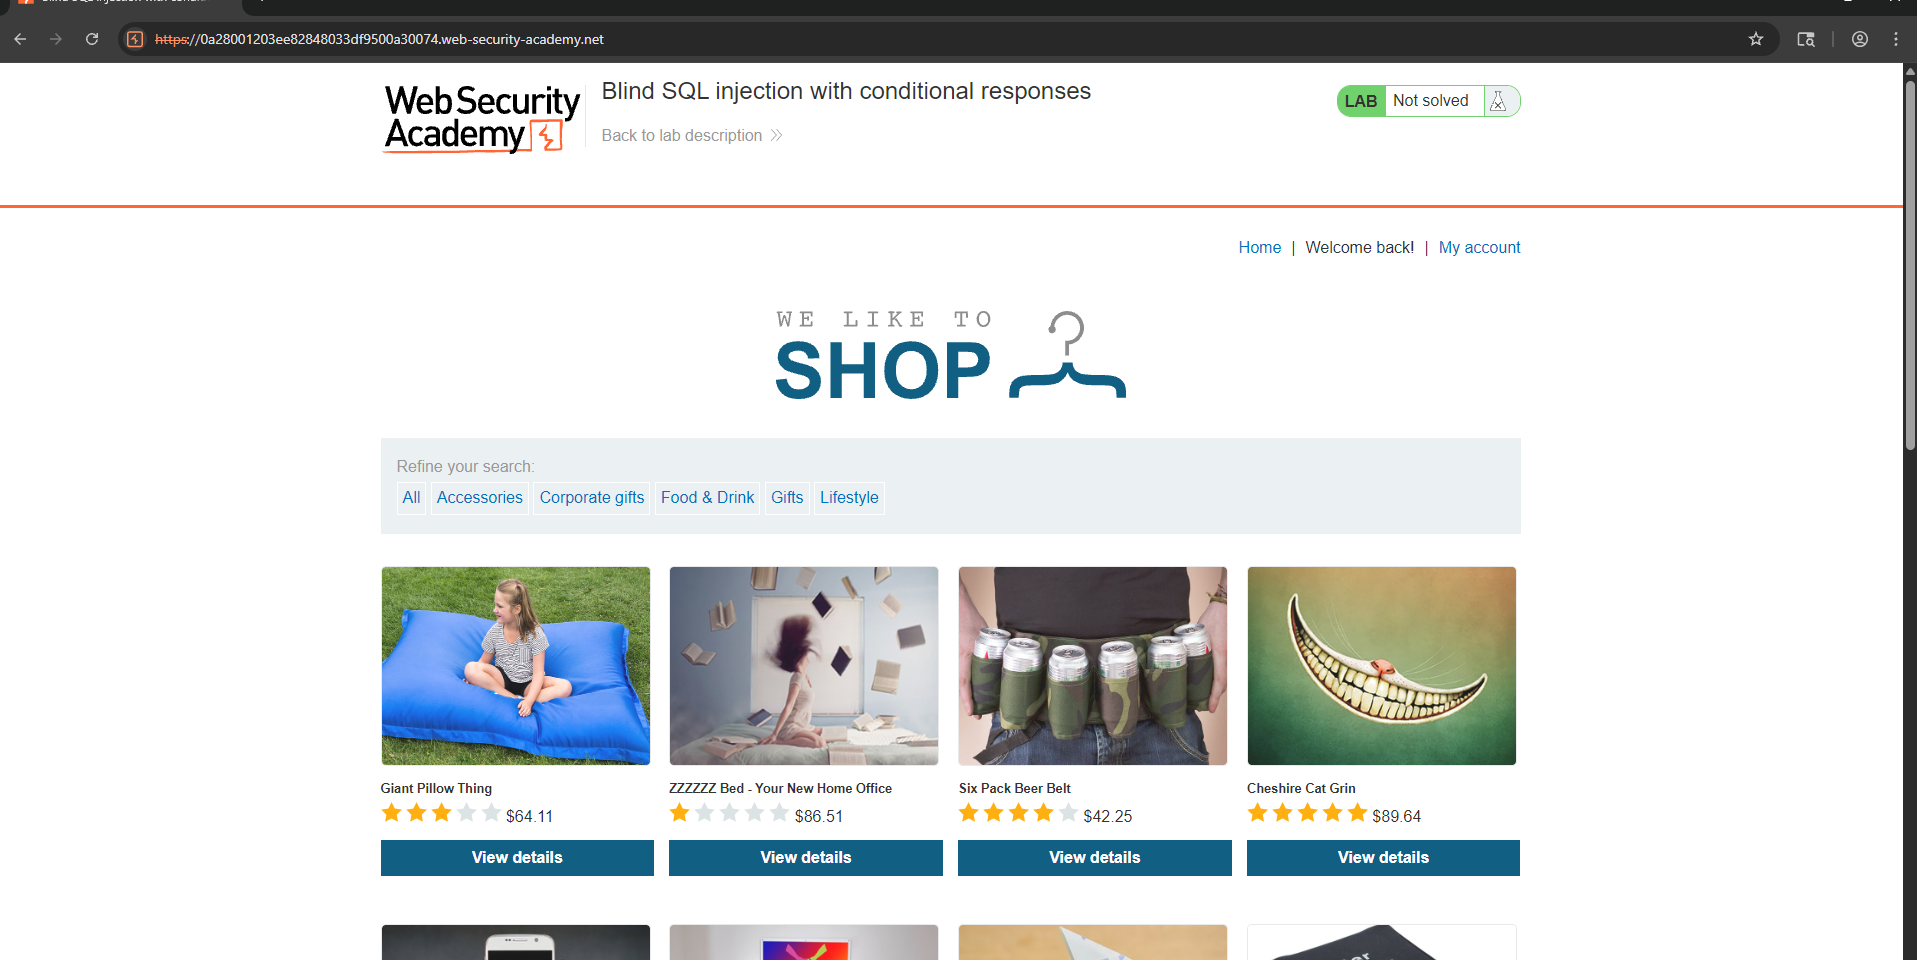 https://0a28001203ee82848033df9500a30074.web-security-academy.net
WebSecurity
Academy
Blind SQL injection with conditional responses
Back to lab description
LAB Not solved
Home | Welcome back! | My account
WE LIKE TO
SHOP
Refine your search:
All Accessories Corporate gifts Food & Drink Gifts Lifestyle
Giant Pillow Thing
$64.11
View details
ZZZZZZ Bed - Your New Home Office
$86.51
View details
Six Pack Beer Belt
$42.25
View details
Cheshire Cat Grin
$89.64
View details